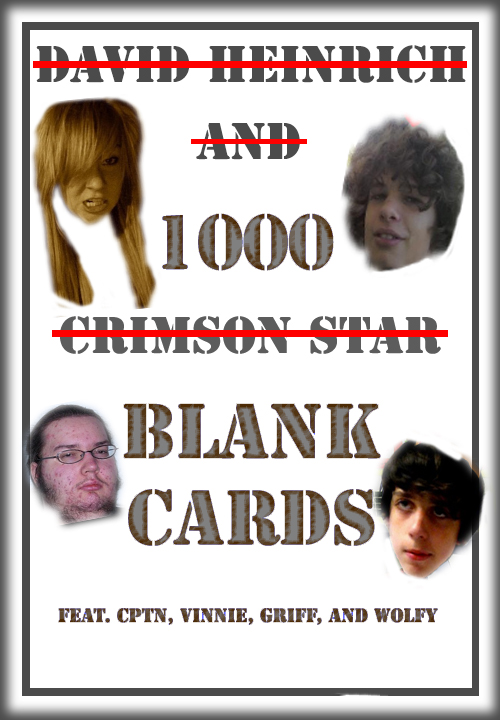 DAVID HEINRICH
AND
1000
CRIMSON STAR
BLANK
CARDS
FEAT. CPTN, VINNIE, GRIFF, AND WOLFY